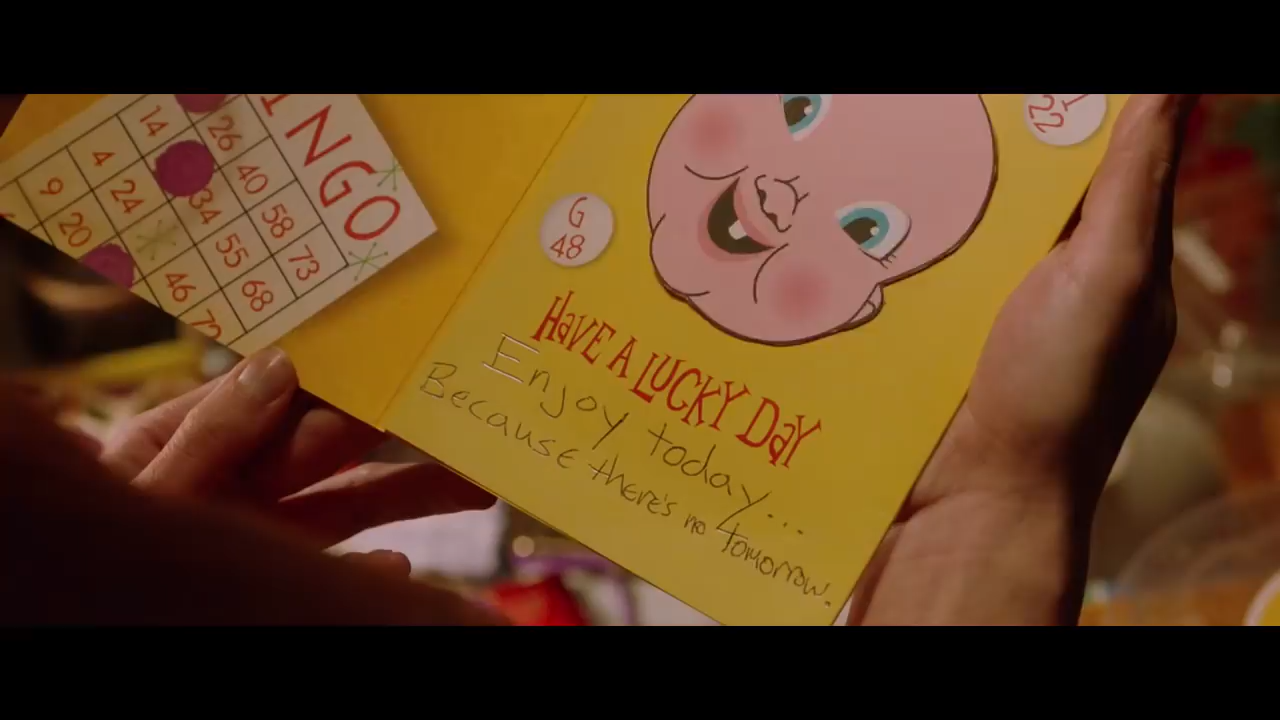 INGO
14 26
4 40
9 24 34 58
20 55 73
46 68
72
G
48
I
22
HAVE A LUCKY DAY
Enjoy today...
Because there's no tomorrow.